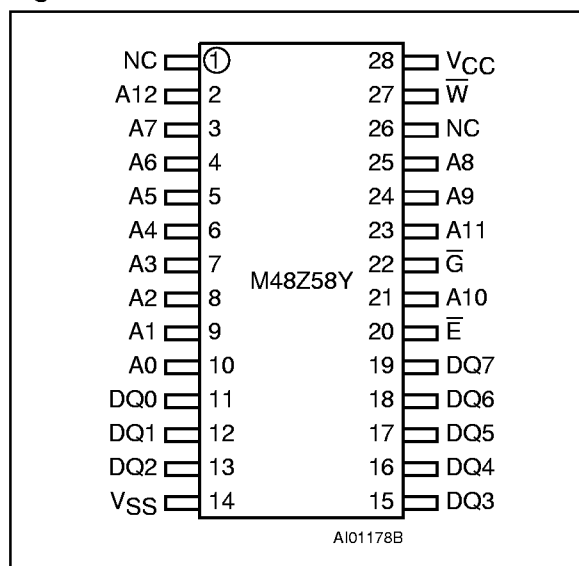 NC 1 28 VCC
A12 2 27 W̅
A7 3 26 NC
A6 4 25 A8
A5 5 24 A9
A4 6 23 A11
A3 7 22 G̅
M48Z58Y
A2 8 21 A10
A1 9 20 E̅
A0 10 19 DQ7
DQ0 11 18 DQ6
DQ1 12 17 DQ5
DQ2 13 16 DQ4
VSS 14 15 DQ3
AI01178B